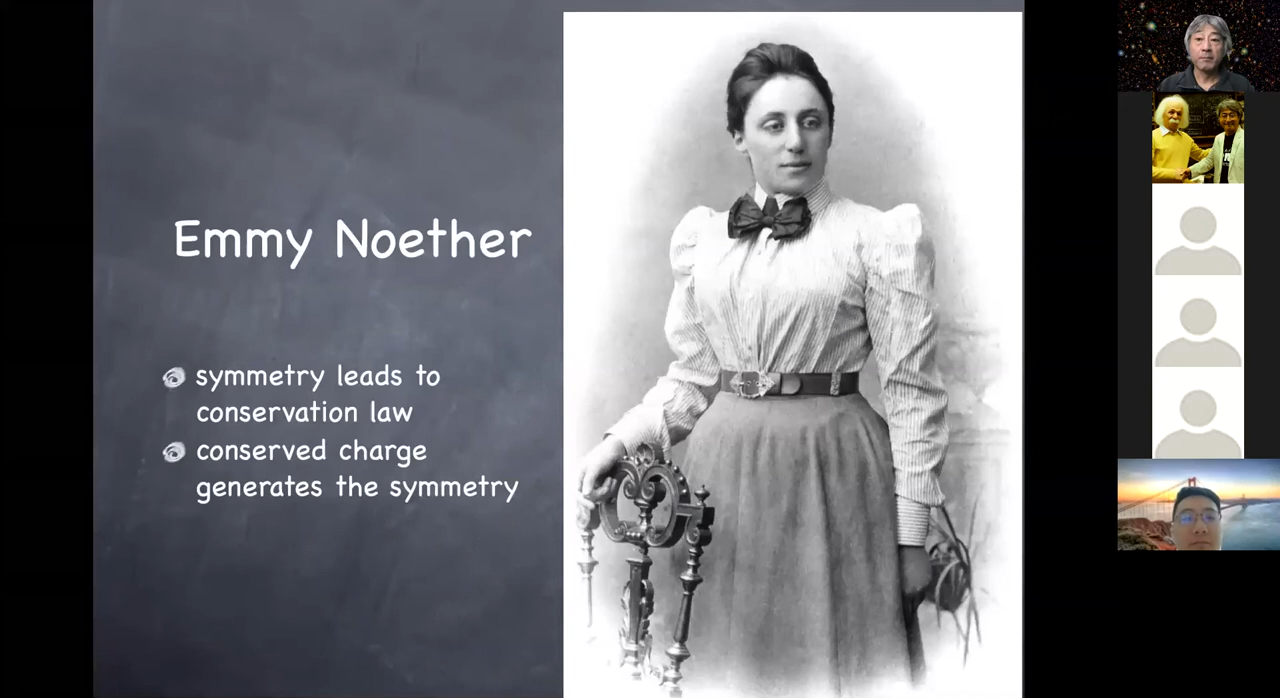 Emmy Noether
symmetry leads to
conservation law
conserved charge
generates the symmetry